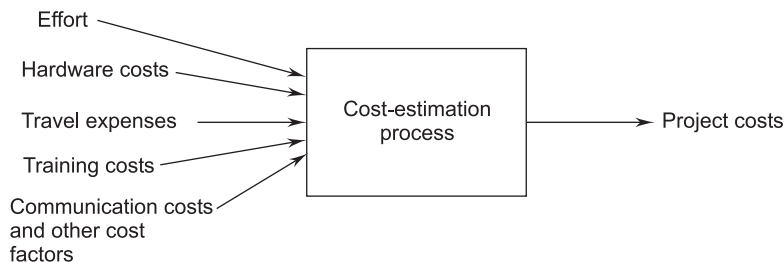 Effort
Hardware costs
Travel expenses
Training costs
Communication costs
and other cost
factors
Cost-estimation
process
Project costs